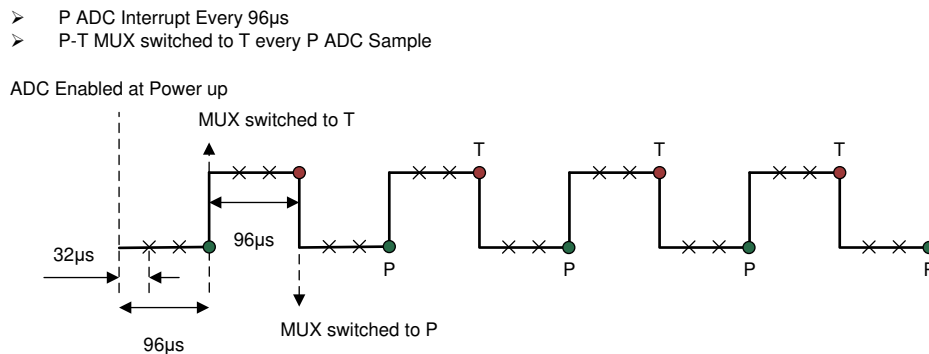 ➢ P ADC Interrupt Every 96µs
➢ P-T MUX switched to T every P ADC Sample
ADC Enabled at Power up
MUX switched to T
T T T
96µs
32µs
P P P P
MUX switched to P
96µs